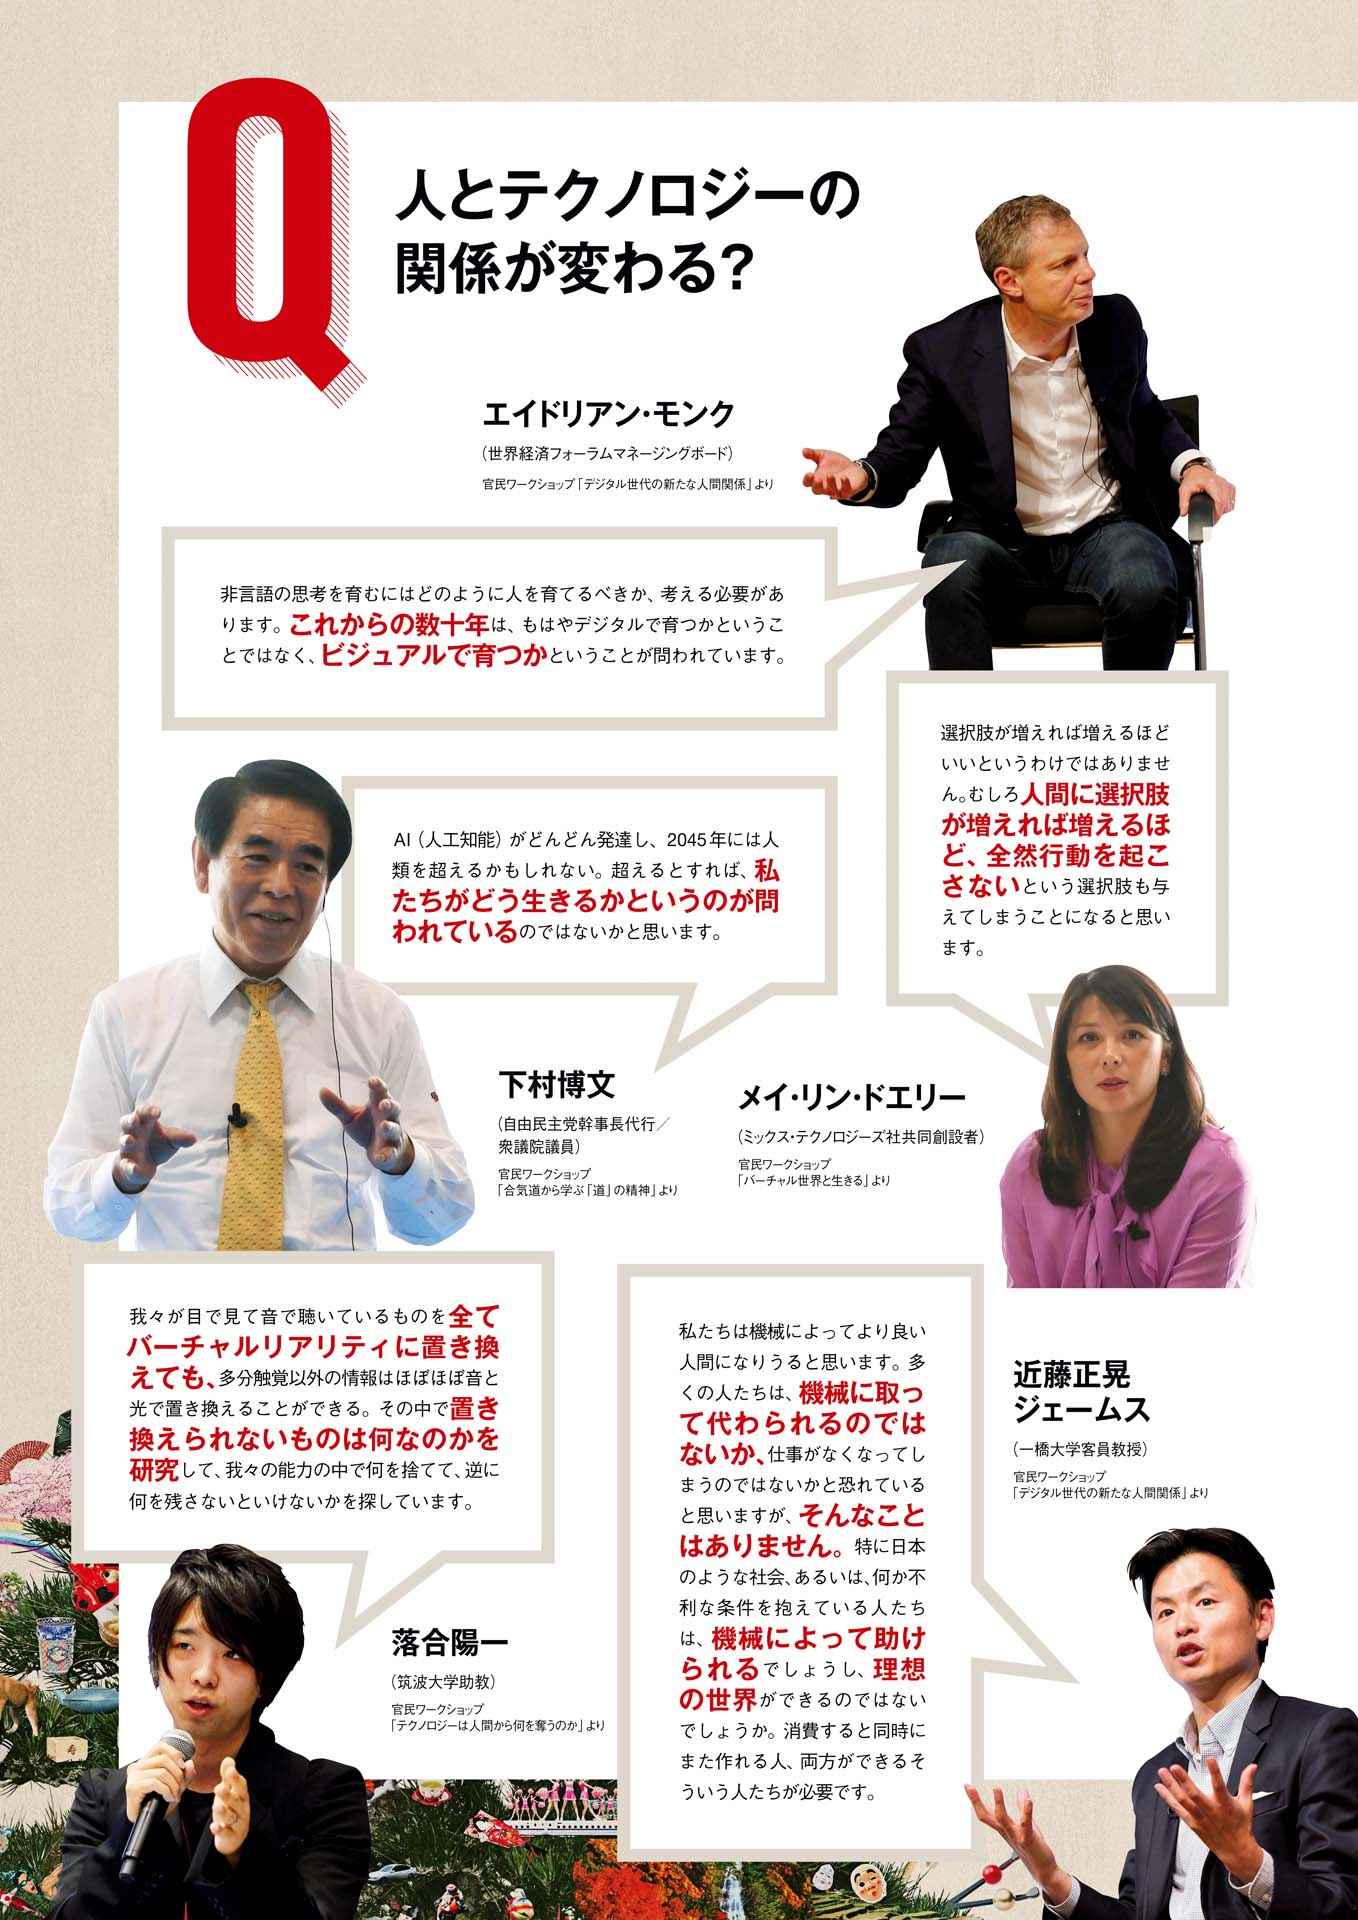 Q
人とテクノロジーの
関係が変わる？
エイドリアン・モンク
（世界経済フォーラムマネージングボード）
官民ワークショップ「デジタル世代の新たな人間関係」より
非言語の思考を育むにはどのように人を育てるべきか、考える必要があ
ります。これからの数十年は、もはやデジタルで育つかというこ
とではなく、ビジュアルで育つかということが問われています。
選択肢が増えれば増えるほど
いいというわけではありませ
ん。むしろ人間に選択肢
が増えれば増えるほ
ど、全然行動を起こ
さないという選択肢も与
えてしまうことになると思い
ます。
AI（人工知能）がどんどん発達し、2045年には人
類を超えるかもしれない。超えるとすれば、私
たちがどう生きるかというのが問
われているのではないかと思います。
下村博文
（自由民主党幹事長代行／
衆議院議員）
官民ワークショップ
「合気道から学ぶ「道」の精神」より
メイ・リン・ドエリー
（ミックス・テクノロジーズ社共同創設者）
官民ワークショップ
「バーチャル世界と生きる」より
我々が目で見て音で聴いているものを全て
バーチャルリアリティに置き換
えても、多分触覚以外の情報はほぼほぼ音と
光で置き換えることができる。その中で置き
換えられないものは何なのかを
研究して、我々の能力の中で何を捨てて、逆に
何を残さないといけないかを探しています。
落合陽一
（筑波大学助教）
官民ワークショップ
「テクノロジーは人間から何を奪うのか」より
私たちは機械によってより良い
人間になりうると思います。多
くの人たちは、機械に取っ
て代わられるのでは
ないか、仕事がなくなってし
まうのではないかと恐れている
と思いますが、そんなこと
はありません。特に日本
のような社会、あるいは、何か不
利な条件を抱えている人たち
は、機械によって助け
られるでしょうし、理想
の世界ができるのではない
でしょうか。消費すると同時に
また作れる人、両方ができるそ
ういう人たちが必要です。
近藤正晃
ジェームス
（一橋大学客員教授）
官民ワークショップ
「デジタル世代の新たな人間関係」より
寿